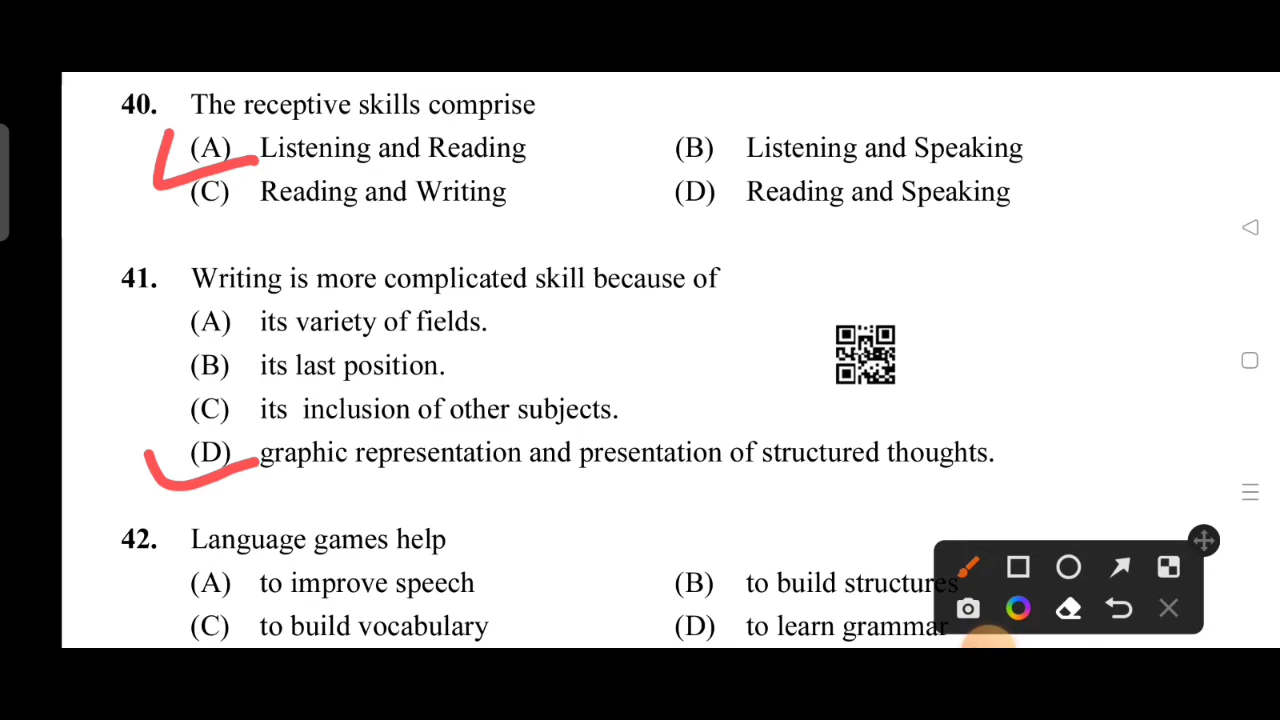 40. The receptive skills comprise
(A) Listening and Reading (B) Listening and Speaking
(C) Reading and Writing (D) Reading and Speaking
41. Writing is more complicated skill because of
(A) its variety of fields.
(B) its last position.
(C) its inclusion of other subjects.
(D) graphic representation and presentation of structured thoughts.
42. Language games help
(A) to improve speech (B) to build structures
(C) to build vocabulary (D) to learn grammar